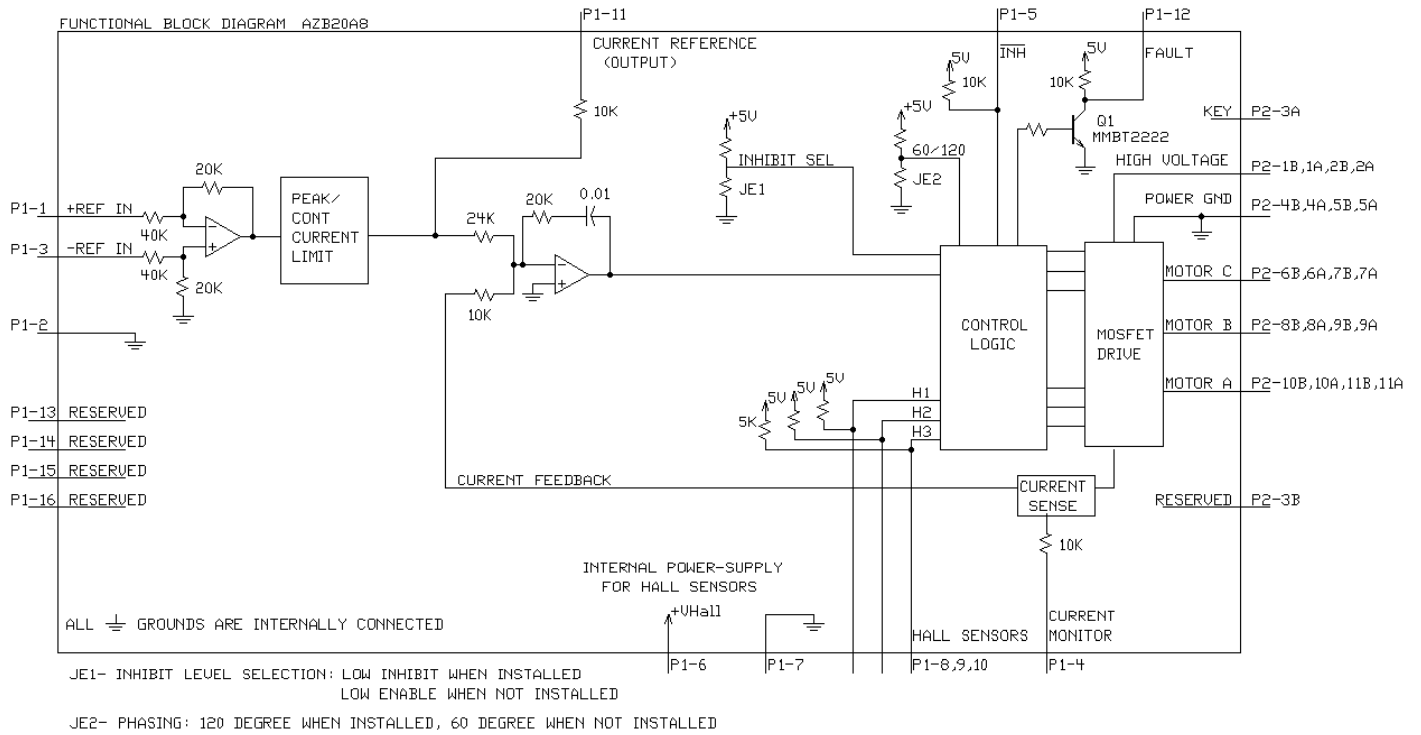 FUNCTIONAL BLOCK DIAGRAM AZB20A8
P1-11
P1-5
P1-12
CURRENT REFERENCE
(OUTPUT)
INH
FAULT
5V
10K
5V
10K
10K
KEY P2-3A
+5V
+5V
Q1
MMBT2222
INHIBIT SEL
60/120
HIGH VOLTAGE P2-1B,1A,2B,2A
JE1
JE2
20K
PEAK/
CONT
CURRENT
LIMIT
P1-1 +REF IN
40K
20K
0.01
24K
POWER GND P2-4B,4A,5B,5A
P1-3 -REF IN
40K
20K
10K
MOTOR C P2-6B,6A,7B,7A
P1-2
CONTROL
LOGIC
MOSFET
DRIVE
MOTOR B P2-8B,8A,9B,9A
MOTOR A P2-10B,10A,11B,11A
5V
5V
5V
5K
H1
H2
H3
P1-13 RESERVED
P1-14 RESERVED
P1-15 RESERVED
P1-16 RESERVED
CURRENT FEEDBACK
CURRENT
SENSE
RESERVED P2-3B
10K
INTERNAL POWER-SUPPLY
FOR HALL SENSORS
+VHall
ALL GROUNDS ARE INTERNALLY CONNECTED
HALL SENSORS
CURRENT
MONITOR
P1-6
P1-7
P1-8,9,10
P1-4
JE1- INHIBIT LEVEL SELECTION: LOW INHIBIT WHEN INSTALLED
LOW ENABLE WHEN NOT INSTALLED
JE2- PHASING: 120 DEGREE WHEN INSTALLED, 60 DEGREE WHEN NOT INSTALLED